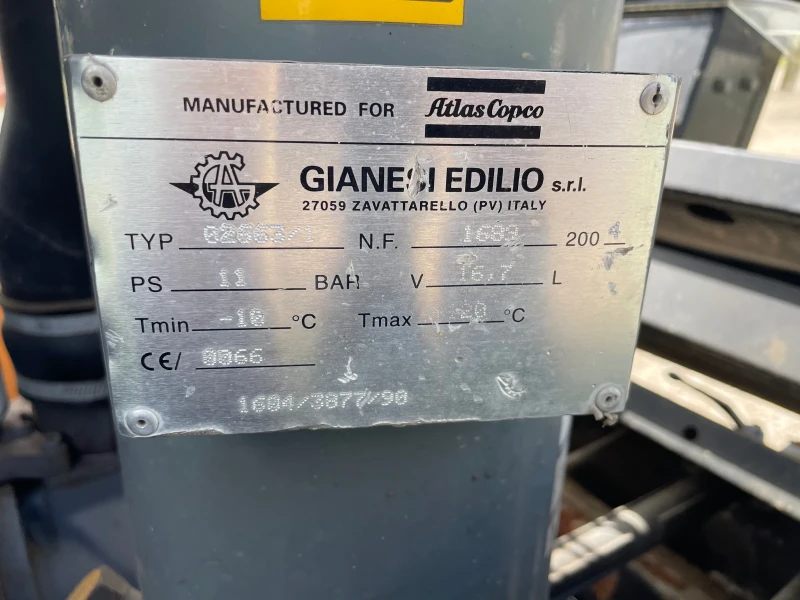 MANUFACTURED FOR Atlas Copco
GIANESI EDILIO s.r.l.
27059 ZAVATTARELLO (PV) ITALY
TYP N.F. 200 4
PS 11 BAR V 16,7 L
Tmin -10 °C Tmax °C
CE/ 0066
1604/3877/90